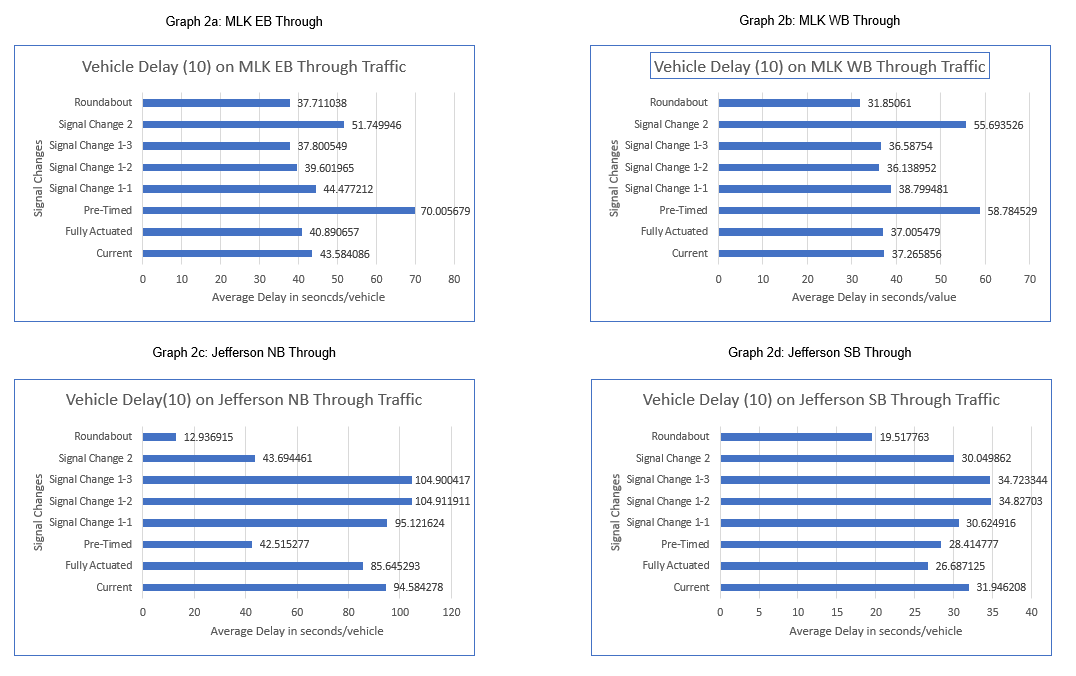 Graph 2a: MLK EB Through
Vehicle Delay (10) on MLK EB Through Traffic
Signal Changes
Roundabout 37.711038
Signal Change 2 51.749946
Signal Change 1-3 37.800549
Signal Change 1-2 39.601965
Signal Change 1-1 44.477212
Pre-Timed 70.005679
Fully Actuated 40.890657
Current 43.584086
0 10 20 30 40 50 60 70 80
Average Delay in seoncds/vehicle
Graph 2b: MLK WB Through
Vehicle Delay (10) on MLK WB Through Traffic
Signal Changes
Roundabout 31.85061
Signal Change 2 55.693526
Signal Change 1-3 36.58754
Signal Change 1-2 36.138952
Signal Change 1-1 38.799481
Pre-Timed 58.784529
Fully Actuated 37.005479
Current 37.265856
0 10 20 30 40 50 60 70
Average Delay in seconds/value
Graph 2c: Jefferson NB Through
Vehicle Delay(10) on Jefferson NB Through Traffic
Signal Changes
Roundabout 12.936915
Signal Change 2 43.694461
Signal Change 1-3 104.900417
Signal Change 1-2 104.911911
Signal Change 1-1 95.121624
Pre-Timed 42.515277
Fully Actuated 85.645293
Current 94.584278
0 20 40 60 80 100 120
Average Delay in seconds/vehicle
Graph 2d: Jefferson SB Through
Vehicle Delay (10) on Jefferson SB Through Traffic
Signal Changes
Roundabout 19.517763
Signal Change 2 30.049862
Signal Change 1-3 34.723344
Signal Change 1-2 34.82703
Signal Change 1-1 30.624916
Pre-Timed 28.414777
Fully Actuated 26.687125
Current 31.946208
0 5 10 15 20 25 30 35 40
Average Delay in seconds/vehicle